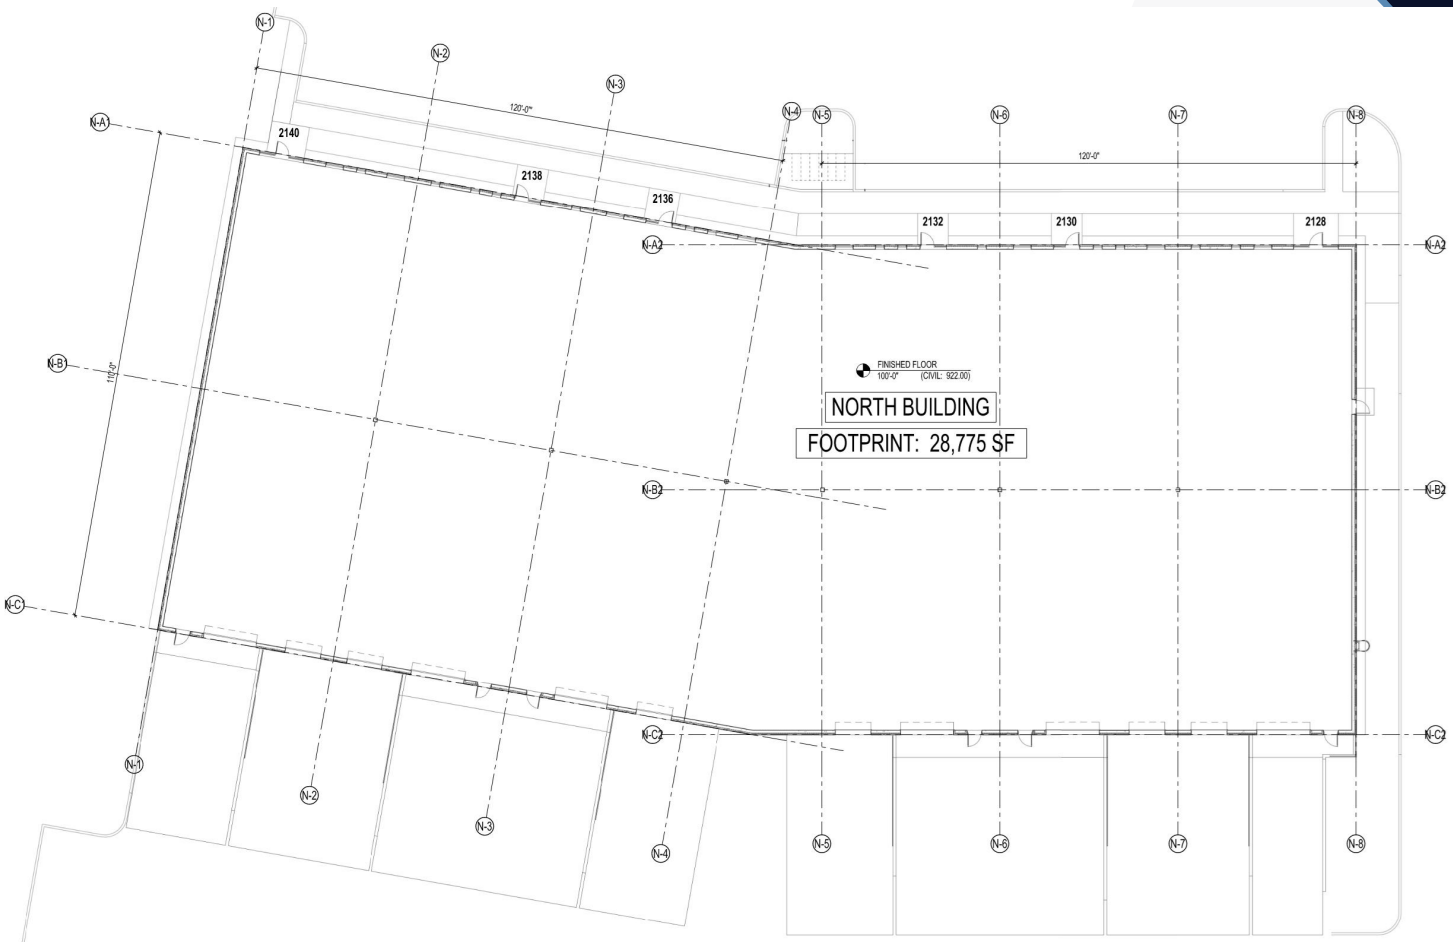 N-1
N-2
N-3
N-4
N-5
N-6
N-7
N-8
120'-0"
120'-0"
N-A1
2140
2138
2136
2132
2130
2128
N-A2
N-A2
N-B1
110'-0"
FINISHED FLOOR
100'-0" (CIVIL: 922.00)
NORTH BUILDING
FOOTPRINT: 28,775 SF
N-B2
N-B2
N-C1
N-C2
N-C2
N-1
N-2
N-3
N-4
N-5
N-6
N-7
N-8